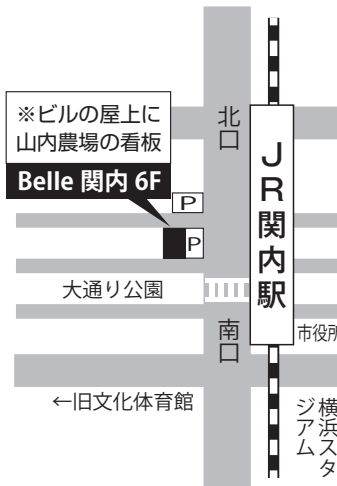 ※ビルの屋上に
山内農場の看板
Belle 関内 6F
北口
JR関内駅
P
P
大通り公園
南口
市役所
←旧文化体育館
横浜スタ
ジアム